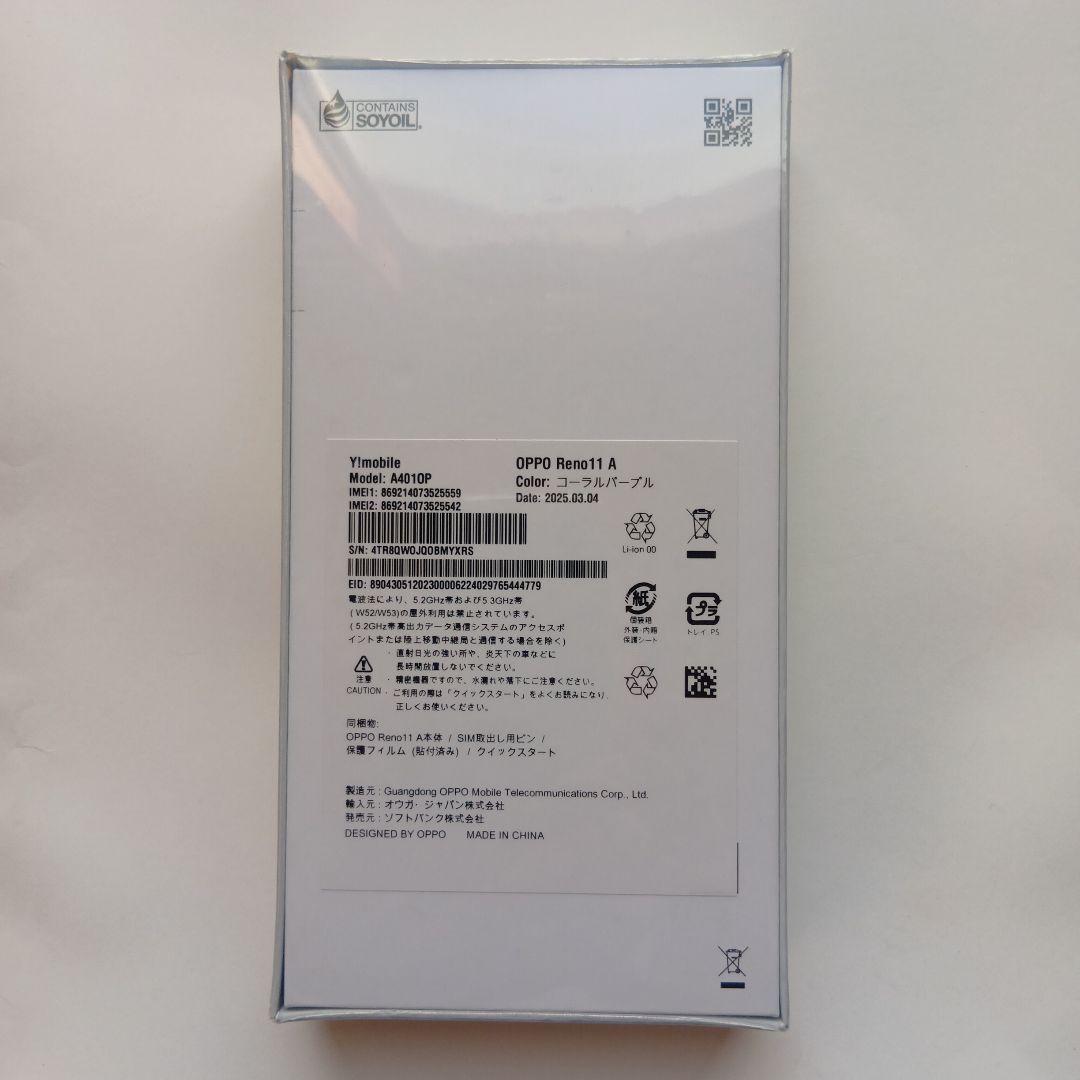 CONTAINS
SOYOIL®
Y!mobile
Model: A401OP
IMEI1: 869214073525559
IMEI2: 869214073525542
S/N: 4TR8QWOJQOBMYXRS
EID: 89043051202300006224029765444779
OPPO Reno11 A
Color: コーラルパープル
Date: 2025.03.04
Li-ion 00
電波法により、5.2GHz帯および5.3GHz帯
(W52/W53)の屋外利用は禁止されています。
(5.2GHz帯高出力データ通信システムのアクセスポ
イントまたは陸上移動中継局と通信する場合を除く)
紙
個装箱
外装・内箱
保護シート
プラ
トレイ PS
注意
CAUTION
・直射日光の強い所や、炎天下の車などに
長時間放置しないでください。
・精密機器ですので、水濡れや落下にご注意ください。
・ご利用の際は「クイックスタート」をよくお読みになり、
正しくお使いください。
同梱物:
OPPO Reno11 A本体 / SIM取出し用ピン /
保護フィルム (貼付済み) / クイックスタート
製造元 : Guangdong OPPO Mobile Telecommunications Corp., Ltd.
輸入元 : オウガ・ジャパン株式会社
発売元 : ソフトバンク株式会社
DESIGNED BY OPPO MADE IN CHINA